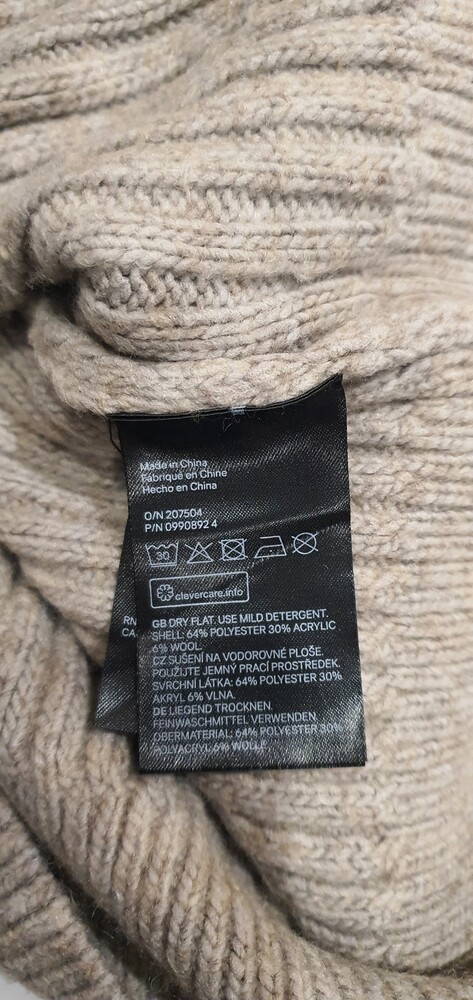 Made in China
Fabriqué en Chine
Hecho en China
O/N 207504
P/N 0990892 4
30
clevercare.info
RN
CA
GB DRY FLAT. USE MILD DETERGENT.
SHELL: 64% POLYESTER 30% ACRYLIC
6% WOOL.
CZ SUŠENÍ NA VODOROVNÉ PLOŠE.
POUŽIJTE JEMNÝ PRACÍ PROSTŘEDEK.
SVRCHNÍ LÁTKA: 64% POLYESTER 30%
AKRYL 6% VLNA.
DE LIEGEND TROCKNEN.
FEINWASCHMITTEL VERWENDEN.
OBERMATERIAL: 64% POLYESTER 30%
POLYACRYL 6% WOLLE.